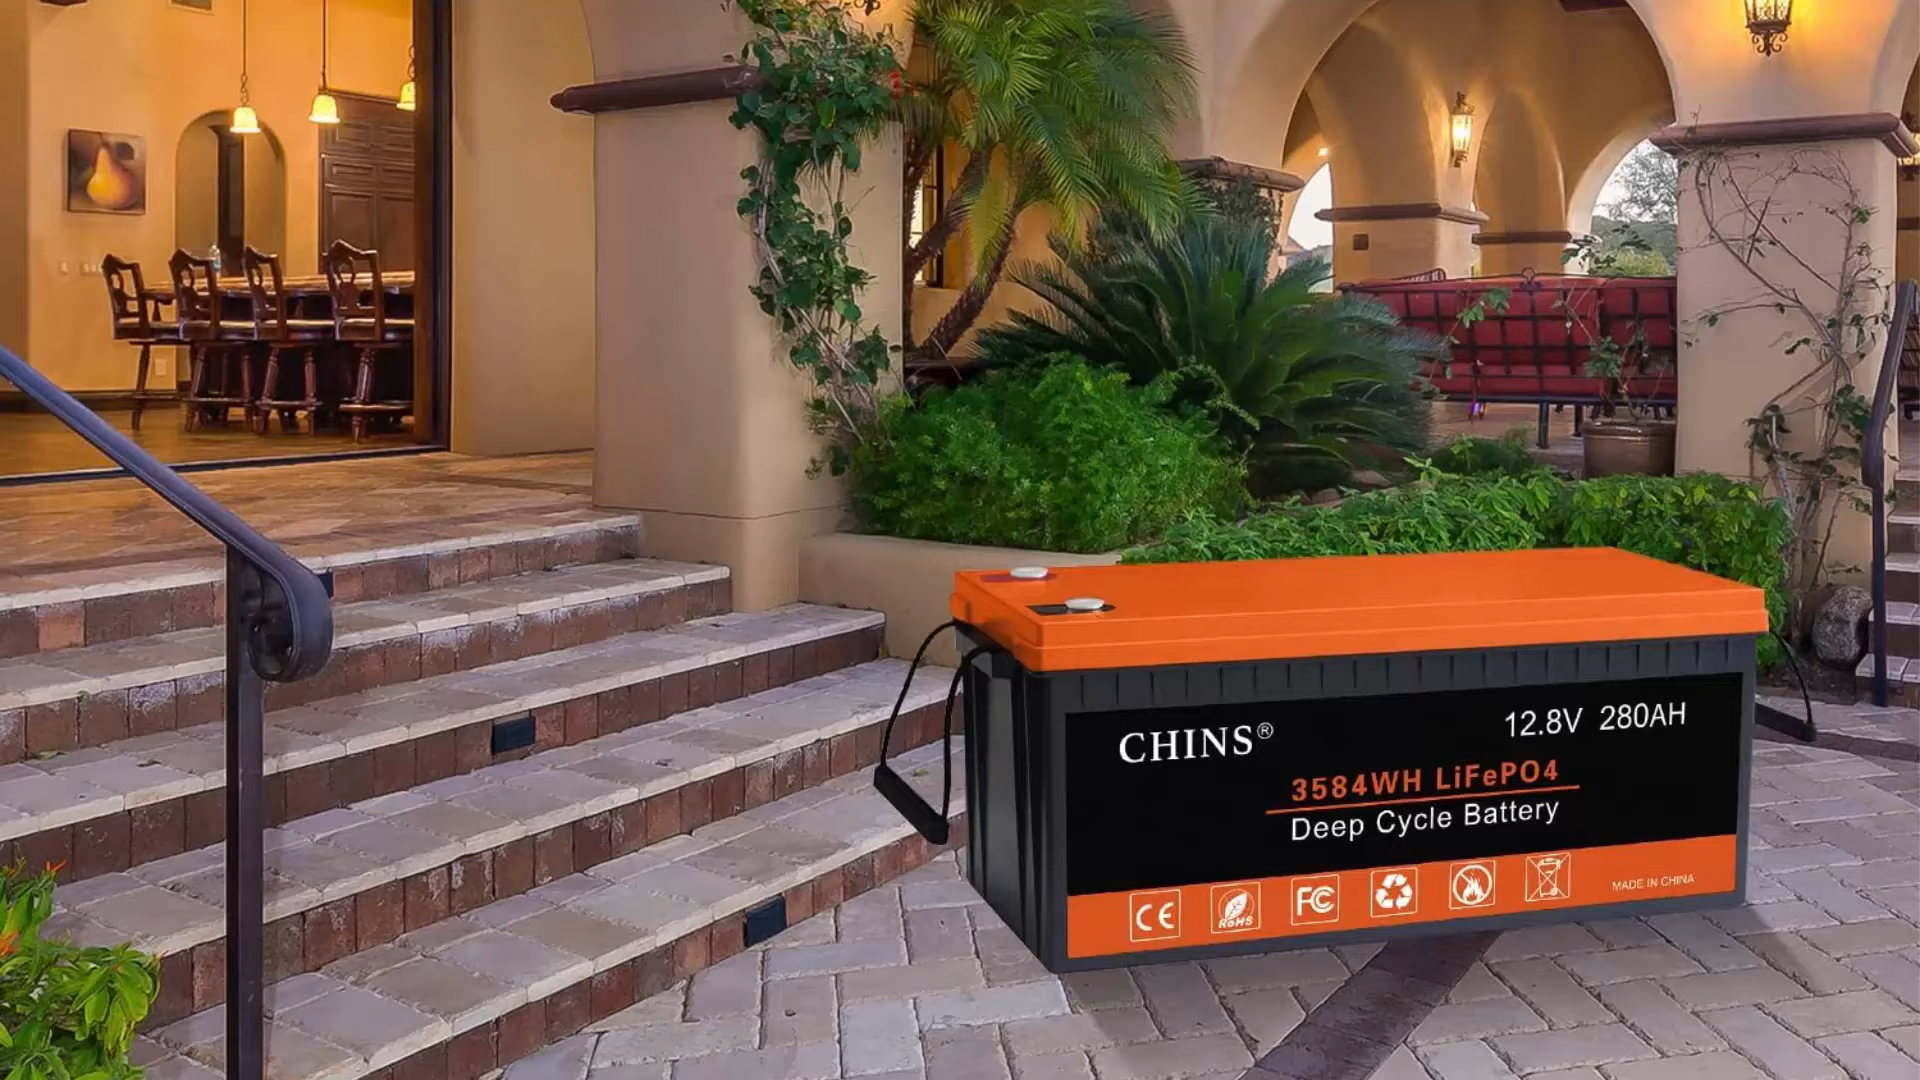 CHINS®
12.8V 280AH
3584WH LiFePO4
Deep Cycle Battery
CE
RoHS
FC
MADE IN CHINA